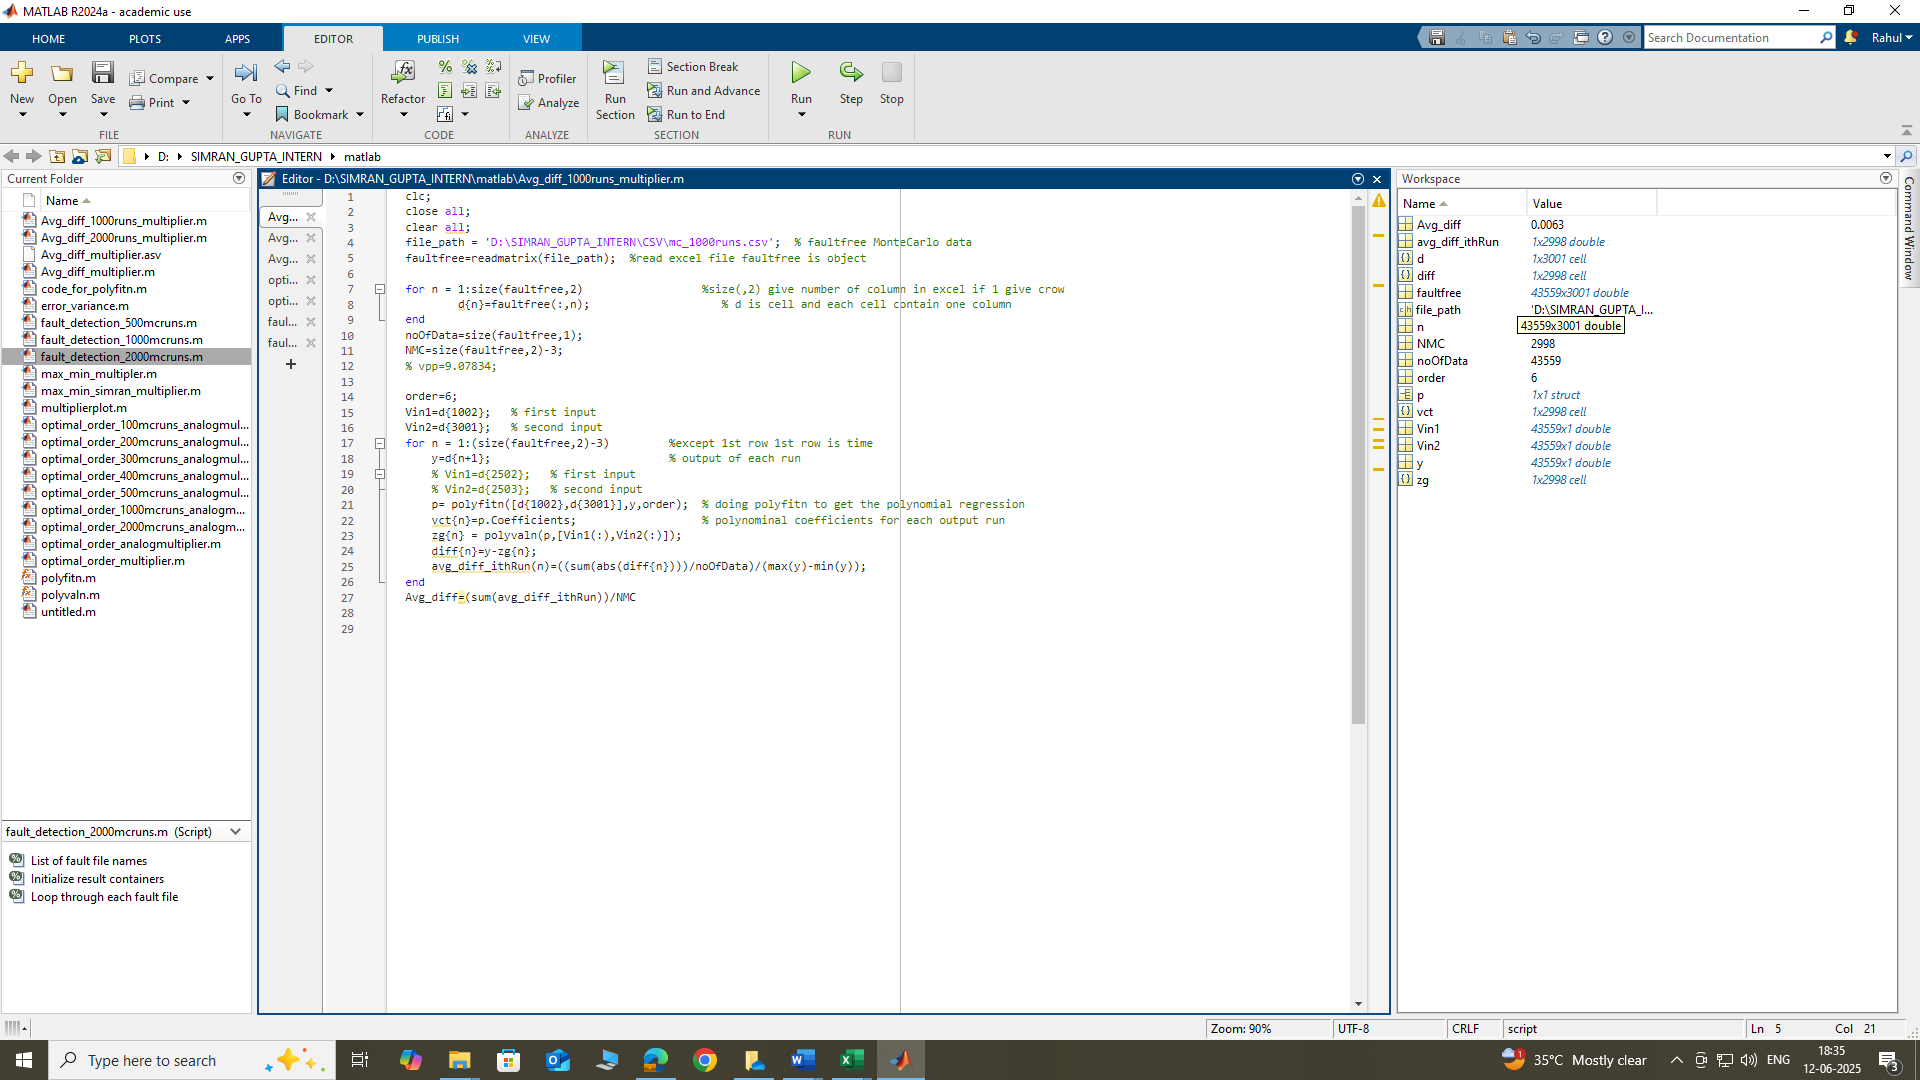 MATLAB R2024a - academic use
HOME PLOTS APPS EDITOR PUBLISH VIEW
Search Documentation
Rahul
New Open Save Compare Print
FILE
Go To Find Bookmark
NAVIGATE
Refactor
CODE
Profiler
Analyze
ANALYZE
Run Section
Section Break
Run and Advance
Run to End
SECTION
Run Step Stop
RUN
D: SIMRAN_GUPTA_INTERN matlab
Current Folder
Name
Avg_diff_1000runs_multiplier.m
Avg_diff_2000runs_multiplier.m
Avg_diff_multiplier.asv
Avg_diff_multiplier.m
code_for_polyfitn.m
error_variance.m
fault_detection_500mcruns.m
fault_detection_1000mcruns.m
fault_detection_2000mcruns.m
max_min_multipler.m
max_min_simran_multiplier.m
multiplierplot.m
optimal_order_100mcruns_analogmul...
optimal_order_200mcruns_analogmul...
optimal_order_300mcruns_analogmul...
optimal_order_400mcruns_analogmul...
optimal_order_500mcruns_analogmul...
optimal_order_1000mcruns_analogm...
optimal_order_2000mcruns_analogm...
optimal_order_analogmultiplier.m
optimal_order_multiplier.m
polyfitn.m
polyvaln.m
untitled.m
fault_detection_2000mcruns.m (Script)
List of fault file names
Initialize result containers
Loop through each fault file
Editor - D:\SIMRAN_GUPTA_INTERN\matlab\Avg_diff_1000runs_multiplier.m
Avg...
Avg...
Avg...
opti...
opti...
faul...
faul...
+
1 clc;
2 close all;
3 clear all;
4 file_path = 'D:\SIMRAN_GUPTA_INTERN\CSV\mc_1000runs.csv'; % faultfree MonteCarlo data
5 faultfree=readmatrix(file_path); %read excel file faultfree is object
6
7 for n = 1:size(faultfree,2) %size(,2) give number of column in excel if 1 give crow
8 d{n}=faultfree(:,n); % d is cell and each cell contain one column
9 end
10 noOfData=size(faultfree,1);
11 NMC=size(faultfree,2)-3;
12 % vpp=9.07834;
13
14 order=6;
15 Vin1=d{1002}; % first input
16 Vin2=d{3001}; % second input
17 for n = 1:(size(faultfree,2)-3) %except 1st row 1st row is time
18 y=d{n+1}; % output of each run
19 % Vin1=d{2502}; % first input
20 % Vin2=d{2503}; % second input
21 p= polyfitn([d{1002},d{3001}],y,order); % doing polyfitn to get the polynomial regression
22 vct{n}=p.Coefficients; % polynominal coefficients for each output run
23 zg{n} = polyvaln(p,[Vin1(:),Vin2(:)]);
24 diff{n}=y-zg{n};
25 avg_diff_ithRun(n)=((sum(abs(diff{n})))/noOfData)/(max(y)-min(y));
26 end
27 Avg_diff=(sum(avg_diff_ithRun))/NMC
28
29
Workspace
Name Value
Avg_diff 0.0063
avg_diff_ithRun 1x2998 double
d 1x3001 cell
diff 1x2998 cell
faultfree 43559x3001 double
file_path 'D:\SIMRAN_GUPTA_I...
n
43559x3001 double
NMC 2998
noOfData 43559
order 6
p 1x1 struct
vct 1x2998 cell
Vin1 43559x1 double
Vin2 43559x1 double
y 43559x1 double
zg 1x2998 cell
Command Window
Zoom: 90% UTF-8 CRLF script Ln 5 Col 21
Type here to search
35°C Mostly clear
ENG
18:35
12-06-2025
3